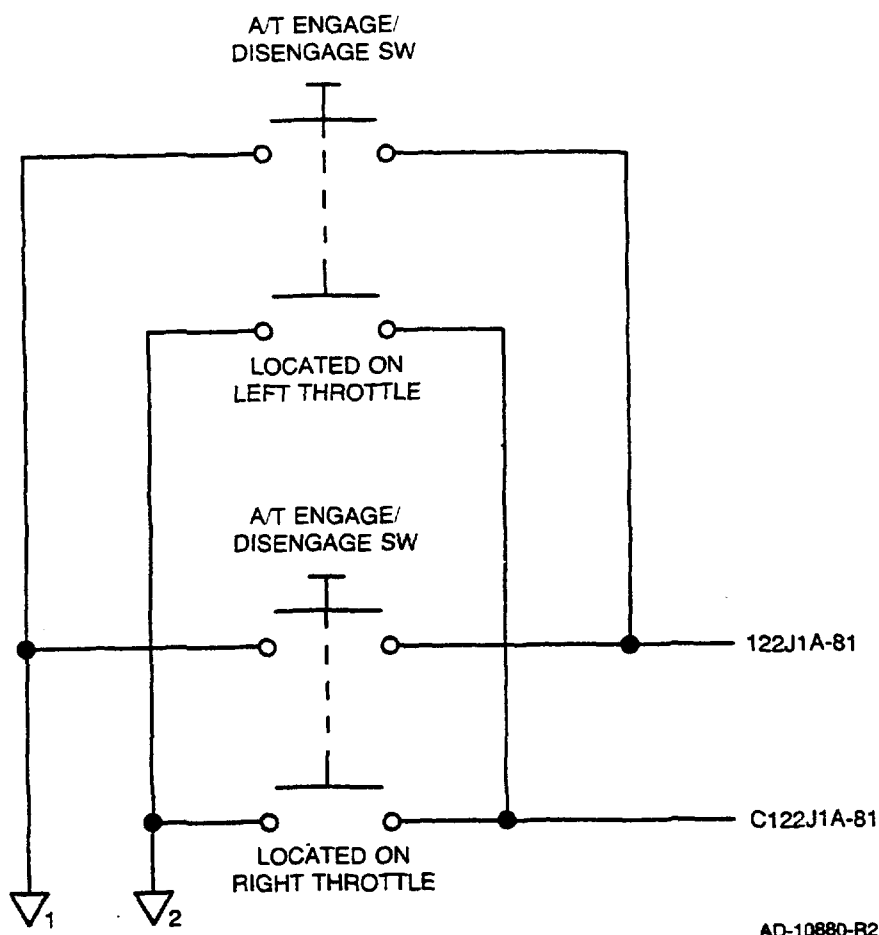 A/T ENGAGE/
DISENGAGE SW
LOCATED ON
LEFT THROTTLE
A/T ENGAGE/
DISENGAGE SW
122J1A-81
C122J1A-81
LOCATED ON
RIGHT THROTTLE
1
2
AD-10880-R2